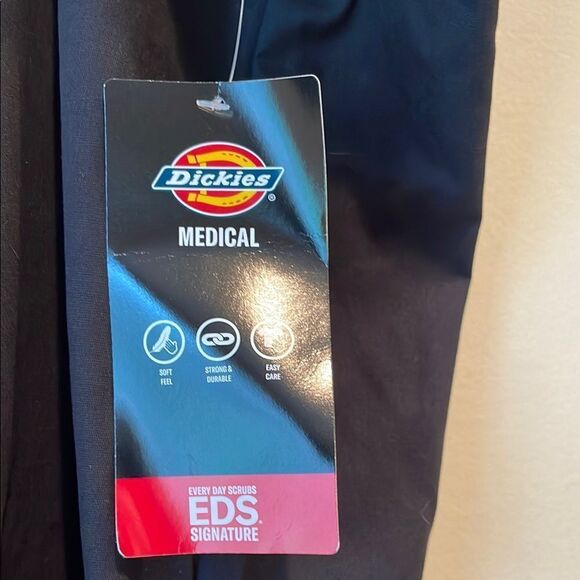 Dickies®
MEDICAL
SOFT
FEEL
STRONG &
DURABLE
EASY
CARE
EVERY DAY SCRUBS
EDS®
SIGNATURE